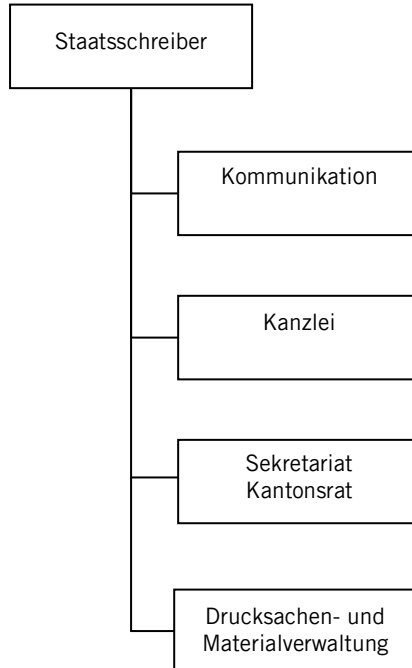 Staatsschreiber
Kommunikation
Kanzlei
Sekretariat
Kantonsrat
Drucksachen- und
Materialverwaltung